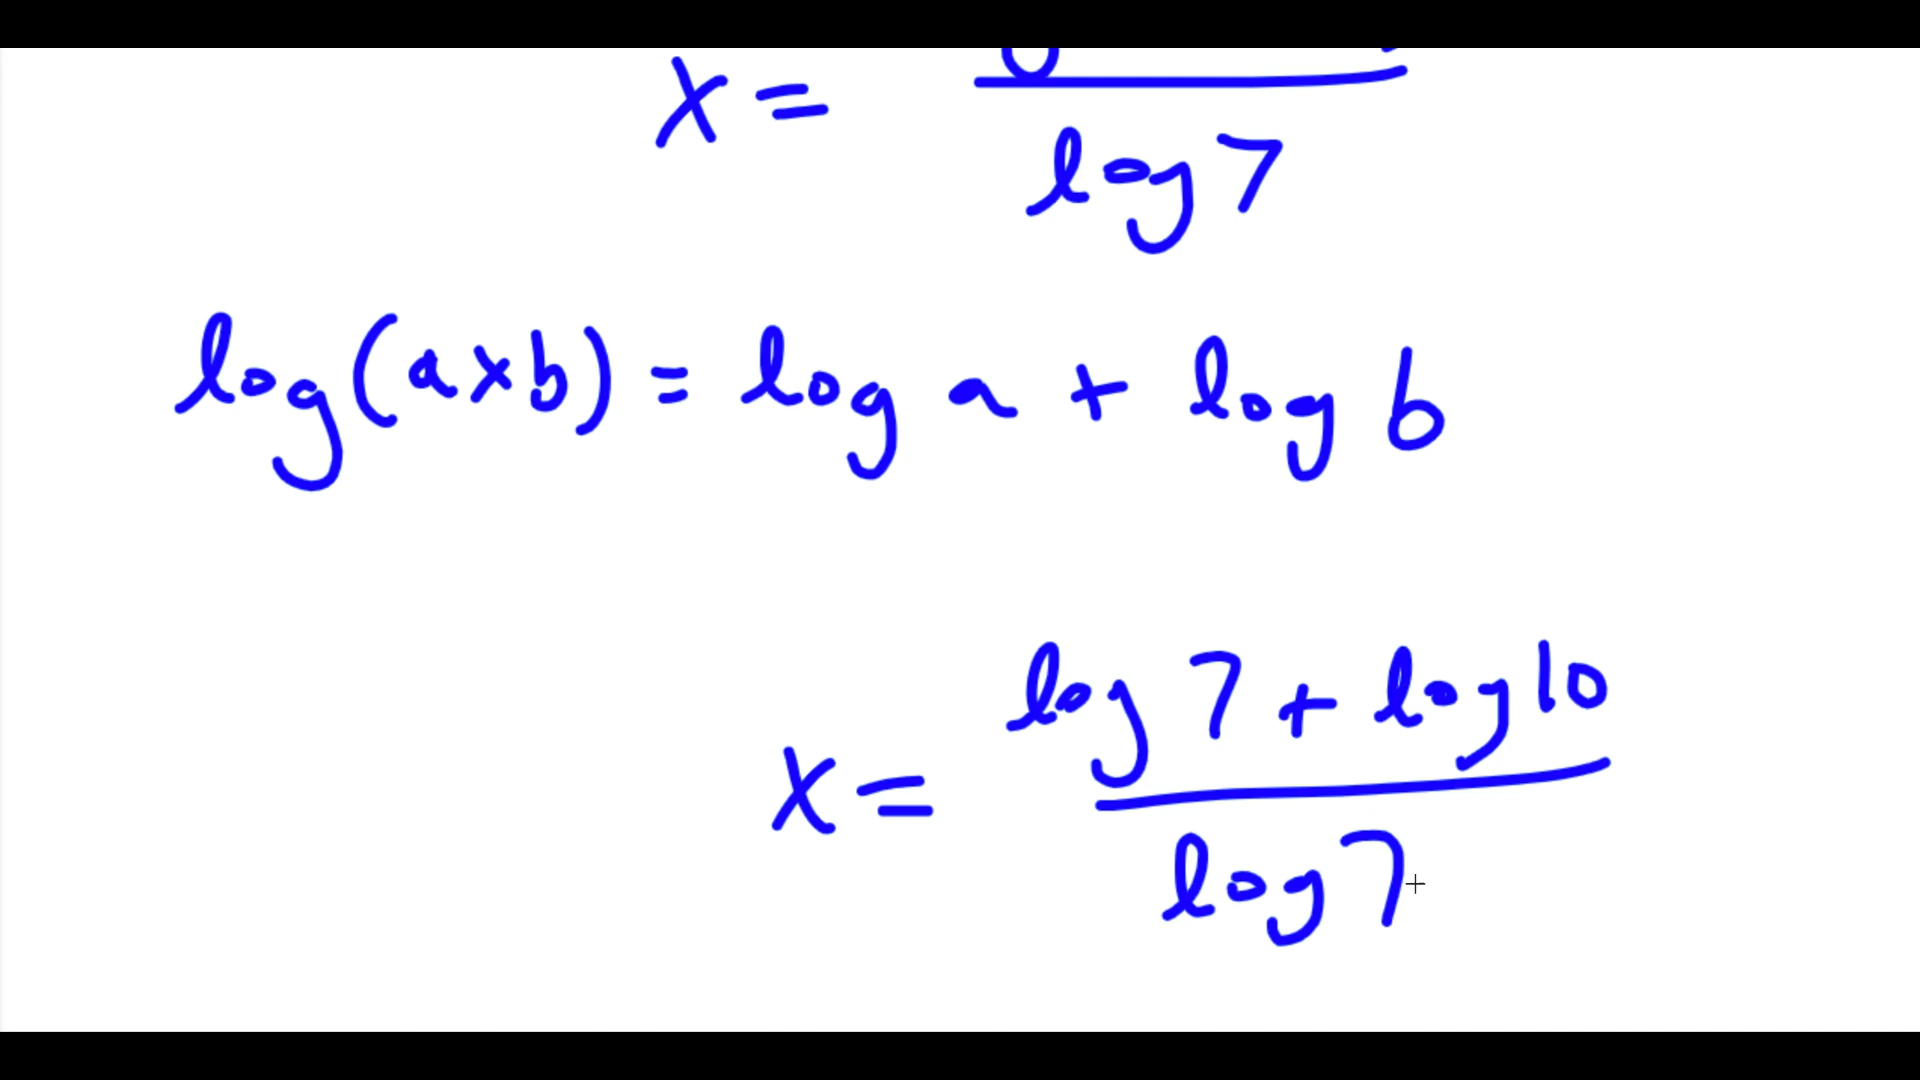 x =
log 7
log(a×b) = log a + log b
log 7 + log 10
x =
log 7